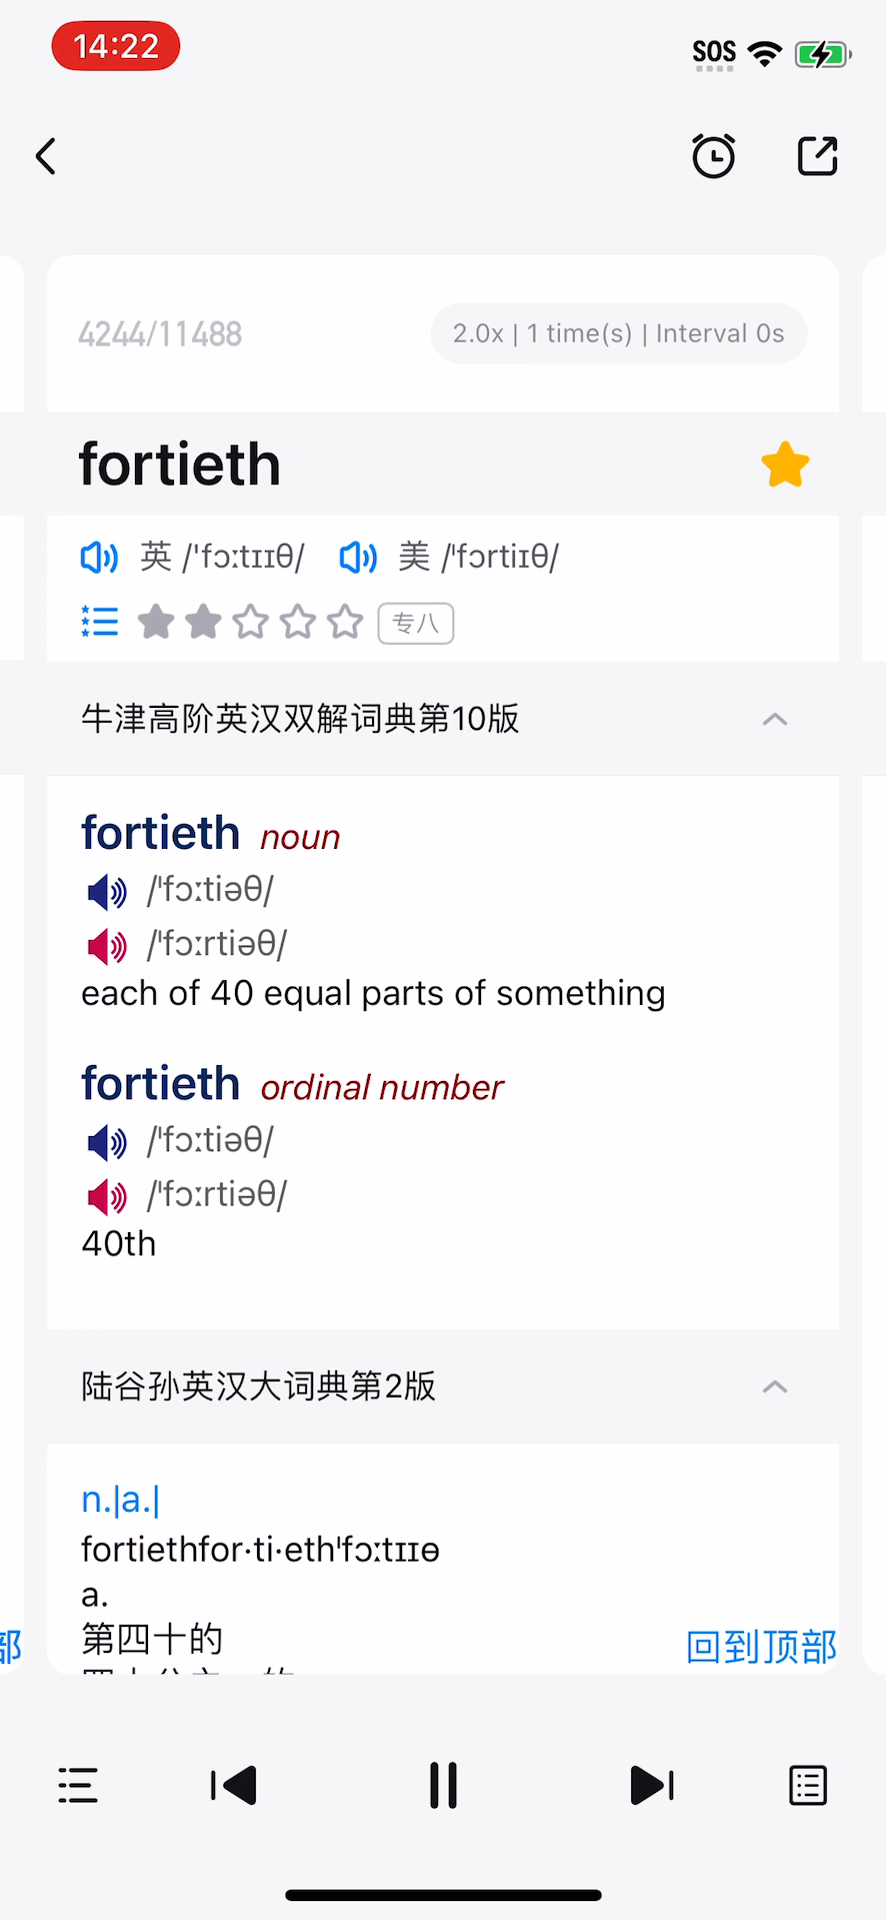 14:22
SOS
4244/11488
2.0x | 1 time(s) | Interval 0s
fortieth
英 /'fɔːtɪɪθ/ 美 /'fɔrtiɪθ/
专八
牛津高阶英汉双解词典第10版
fortieth noun
/'fɔːtiəθ/
/'fɔːrtiəθ/
each of 40 equal parts of something
fortieth ordinal number
/'fɔːtiəθ/
/'fɔːrtiəθ/
40th
陆谷孙英汉大词典第2版
n.|a.|
fortiethfor·ti·eth'fɔːtɪɪɵ
a.
第四十的
部
回到顶部